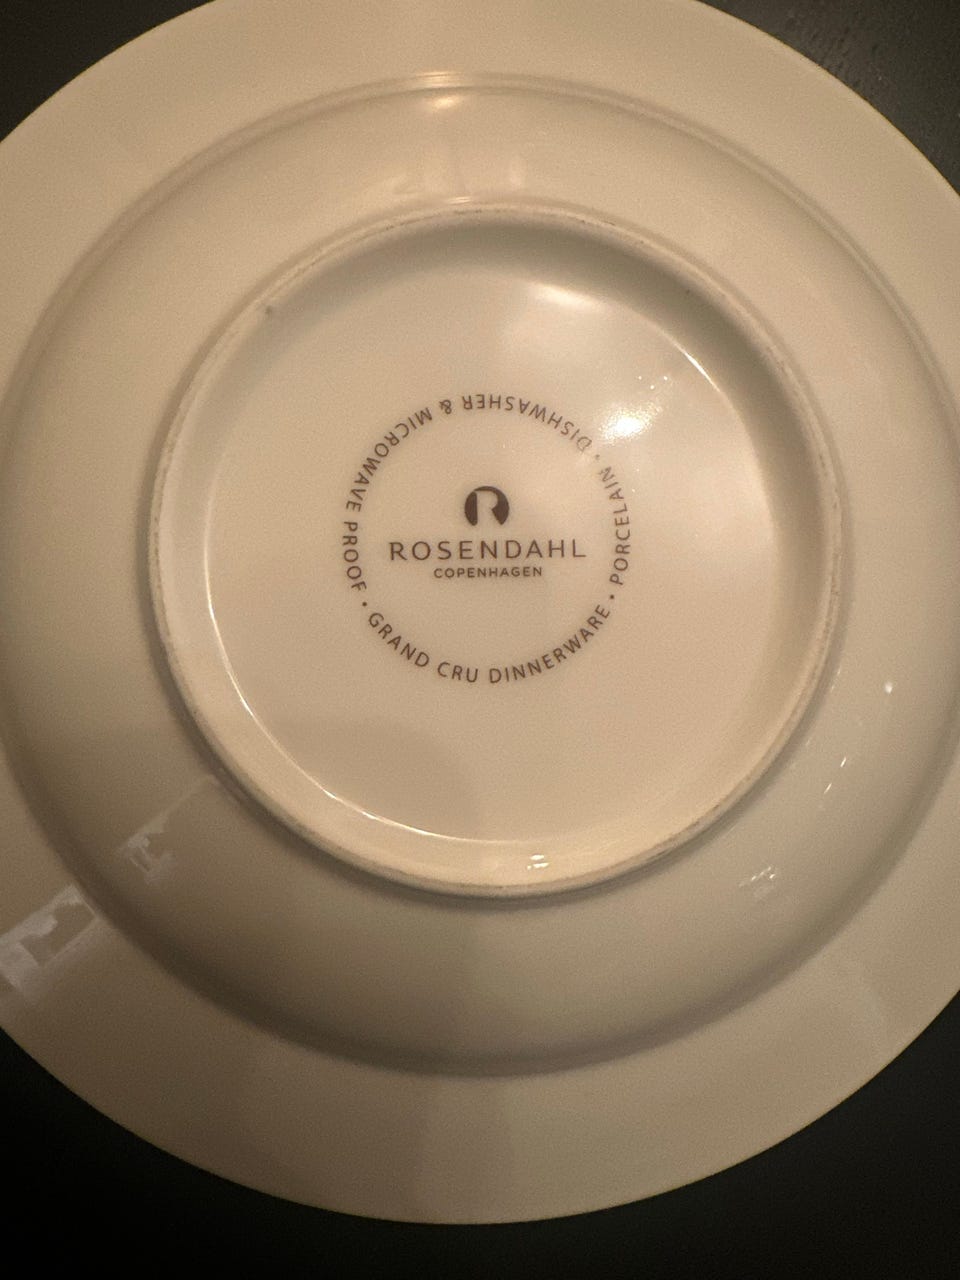 R
ROSENDAHL
COPENHAGEN
GRAND CRU DINNERWARE • PORCELAIN • DISHWASHER & MICROWAVE PROOF •